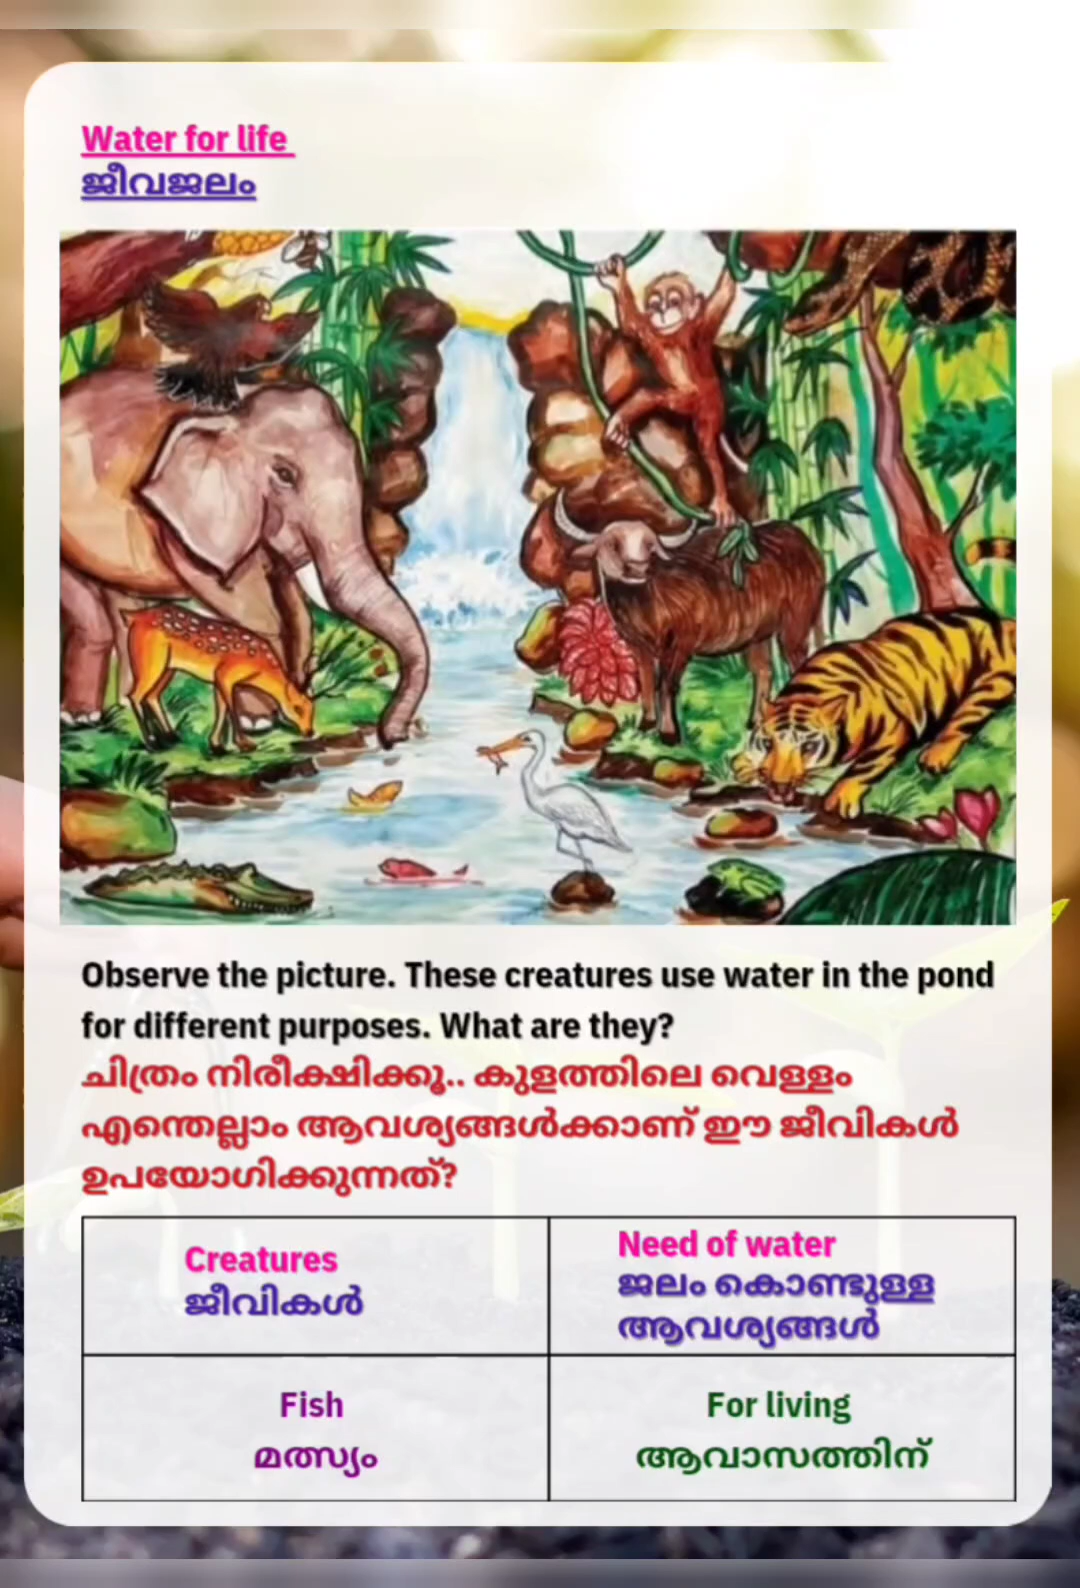 Water for life
ജീവജലം
Observe the picture. These creatures use water in the pond
for different purposes. What are they?
ചിത്രം നിരീക്ഷിക്കൂ.. കുളത്തിലെ വെള്ളം
എന്തെല്ലാം ആവശ്യങ്ങൾക്കാണ് ഈ ജീവികൾ
ഉപയോഗിക്കുന്നത്?
Creatures
ജീവികൾ
Need of water
ജലം കൊണ്ടുള്ള
ആവശ്യങ്ങൾ
Fish
മത്സ്യം
For living
ആവാസത്തിന്